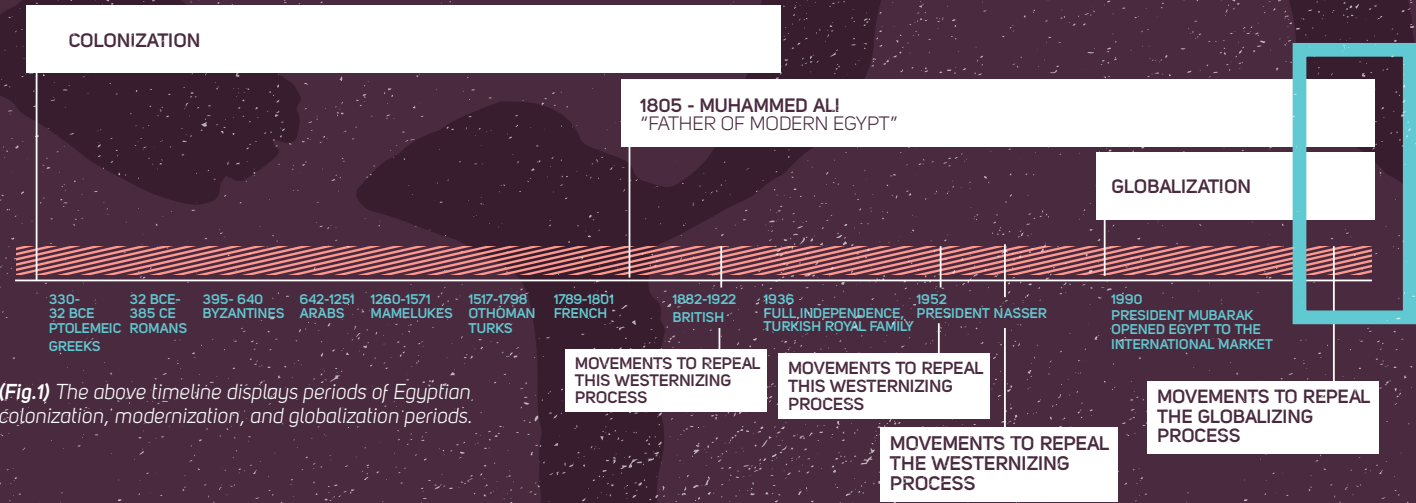 COLONIZATION
1805 - MUHAMMED ALI
"FATHER OF MODERN EGYPT"
GLOBALIZATION
330-
32 BCE
PTOLEMEIC
GREEKS
32 BCE-
385 CE
ROMANS
395- 640
BYZANTINES
642-1251
ARABS
1260-1571
MAMELUKES
1517-1798
OTHOMAN
TURKS
1789-1801
FRENCH
1882-1922
BRITISH
1936
FULL INDEPENDENCE,
TURKISH ROYAL FAMILY
1952
PRESIDENT NASSER
1990
PRESIDENT MUBARAK
OPENED EGYPT TO THE
INTERNATIONAL MARKET
MOVEMENTS TO REPEAL
THIS WESTERNIZING
PROCESS
MOVEMENTS TO REPEAL
THIS WESTERNIZING
PROCESS
MOVEMENTS TO REPEAL
THE WESTERNIZING
PROCESS
MOVEMENTS TO REPEAL
THE GLOBALIZING
PROCESS
(Fig.1) The above timeline displays periods of Egyptian
colonization, modernization, and globalization periods.